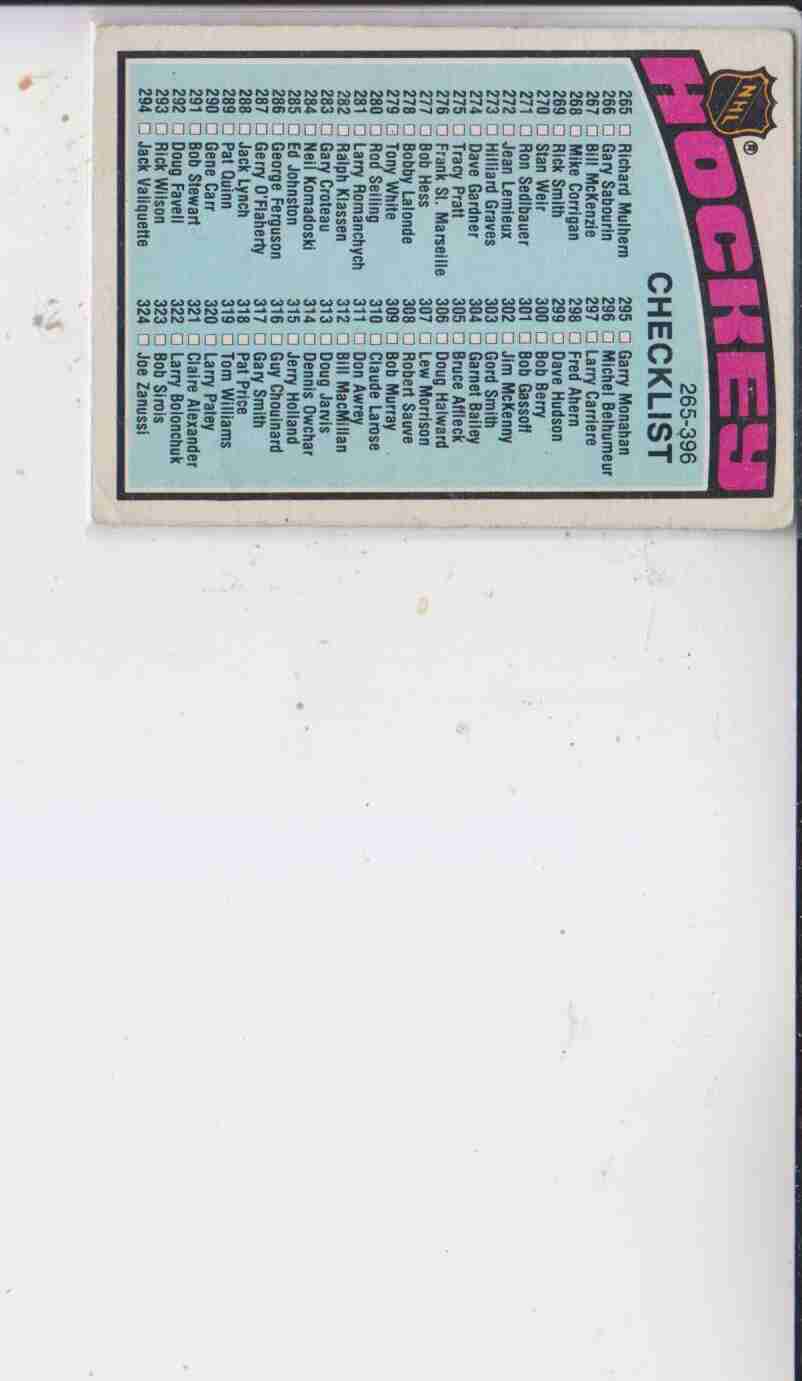 NHL
®
HOCKEY
265-396
CHECKLIST
265 Richard Mulhern
266 Gary Sabourin
267 Bill McKenzie
268 Mike Corrigan
269 Rick Smith
270 Stan Weir
271 Ron Sedlbauer
272 Jean Lemieux
273 Hilliard Graves
274 Dave Gardner
275 Tracy Pratt
276 Frank St. Marseille
277 Bob Hess
278 Bobby Lalonde
279 Tony White
280 Rod Seiling
281 Larry Romanchych
282 Ralph Klassen
283 Gary Croteau
284 Neil Komadoski
285 Ed Johnston
286 George Ferguson
287 Gerry O'Flaherty
288 Jack Lynch
289 Pat Quinn
290 Gene Carr
291 Bob Stewart
292 Doug Favell
293 Rick Wilson
294 Jack Valiquette
295 Garry Monahan
296 Michel Belhumeur
297 Larry Carriere
298 Fred Ahern
299 Dave Hudson
300 Bob Berry
301 Bob Gassoff
302 Jim McKenny
303 Gord Smith
304 Garnet Bailey
305 Bruce Affleck
306 Doug Halward
307 Lew Morrison
308 Robert Sauve
309 Bob Murray
310 Claude Larose
311 Don Awrey
312 Bill MacMillan
313 Doug Jarvis
314 Dennis Owchar
315 Jerry Holland
316 Guy Chouinard
317 Gary Smith
318 Pat Price
319 Tom Williams
320 Larry Patey
321 Claire Alexander
322 Larry Bolonchuk
323 Bob Sirois
324 Joe Zanussi